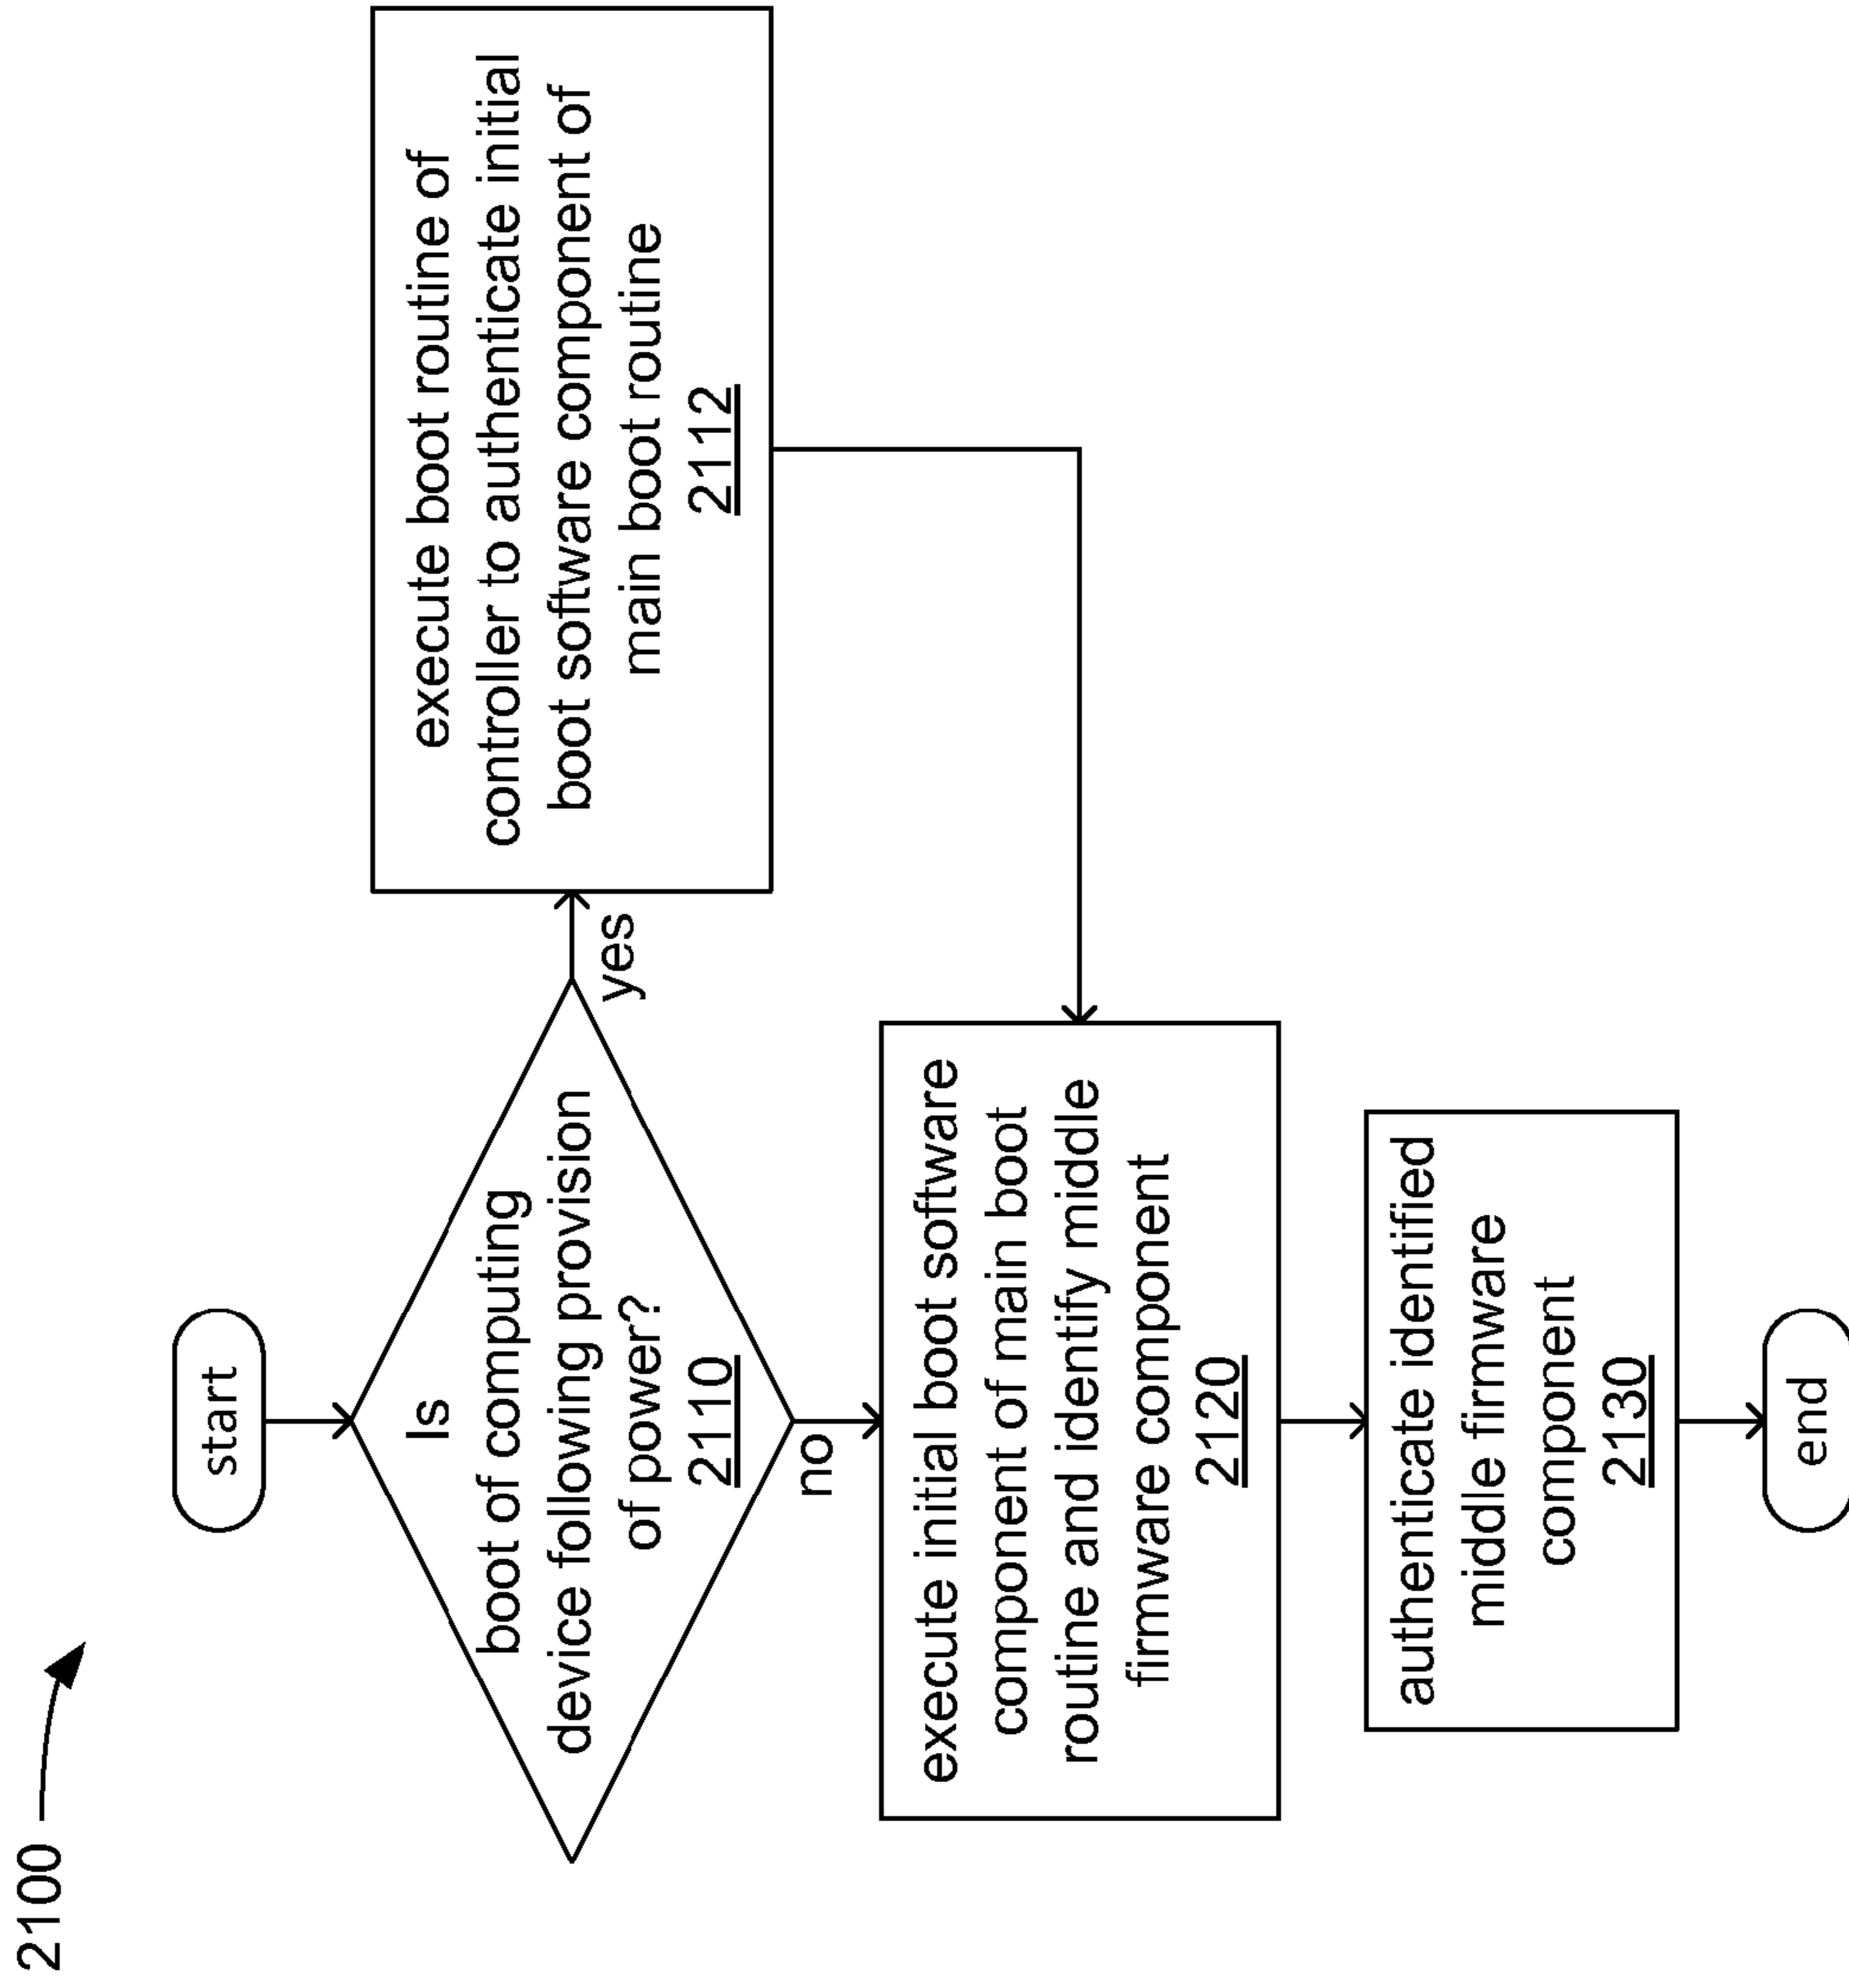 2100
start
Is
boot of computing
device following provision
of power?
2110
yes
no
execute boot routine of
controller to authenticate initial
boot software component of
main boot routine
2112
execute initial boot software
component of main boot
routine and identify middle
firmware component
2120
authenticate identified
middle firmware
component
2130
end